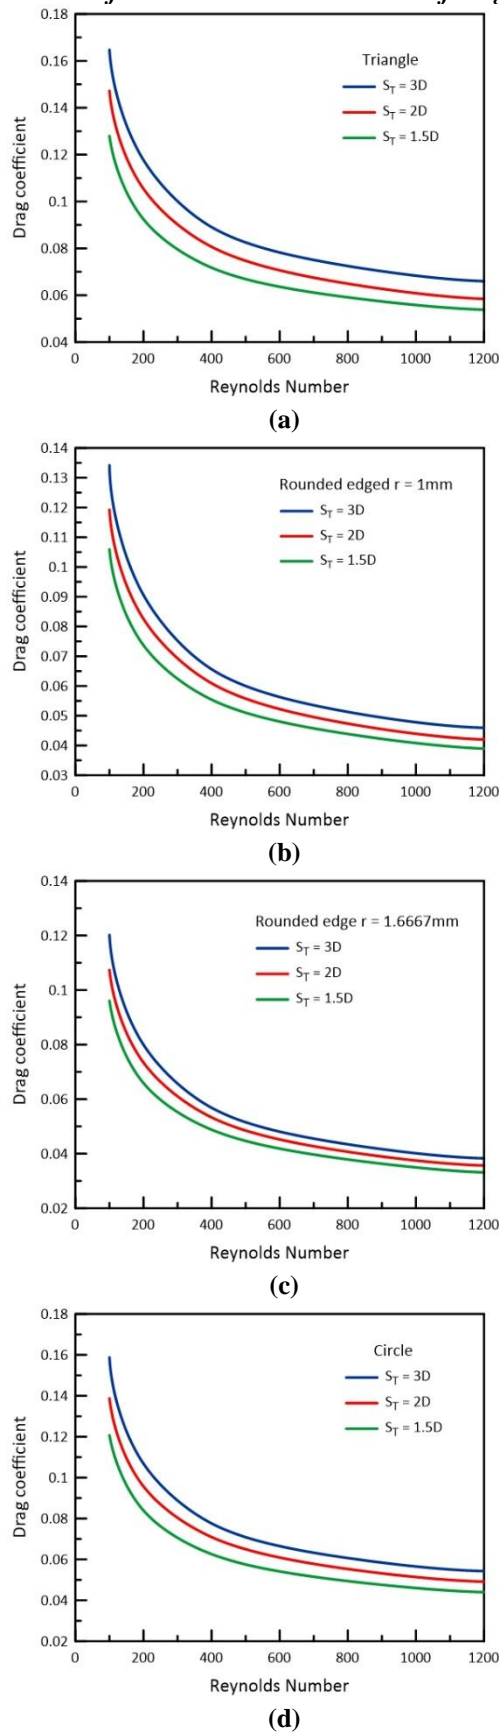 0.18
0.16
0.14
0.12
0.1
0.08
0.06
0.04
Drag coefficient
Triangle
S_T = 3D
S_T = 2D
S_T = 1.5D
0 200 400 600 800 1000 1200
Reynolds Number
(a)
0.14
0.13
0.12
0.11
0.1
0.09
0.08
0.07
0.06
0.05
0.04
0.03
Drag coefficient
Rounded edged r = 1mm
S_T = 3D
S_T = 2D
S_T = 1.5D
0 200 400 600 800 1000 1200
Reynolds Number
(b)
0.14
0.12
0.1
0.08
0.06
0.04
0.02
Drag coefficient
Rounded edge r = 1.6667mm
S_T = 3D
S_T = 2D
S_T = 1.5D
0 200 400 600 800 1000 1200
Reynolds Number
(c)
0.18
0.16
0.14
0.12
0.1
0.08
0.06
0.04
0.02
Drag coefficient
Circle
S_T = 3D
S_T = 2D
S_T = 1.5D
0 200 400 600 800 1000 1200
Reynolds Number
(d)